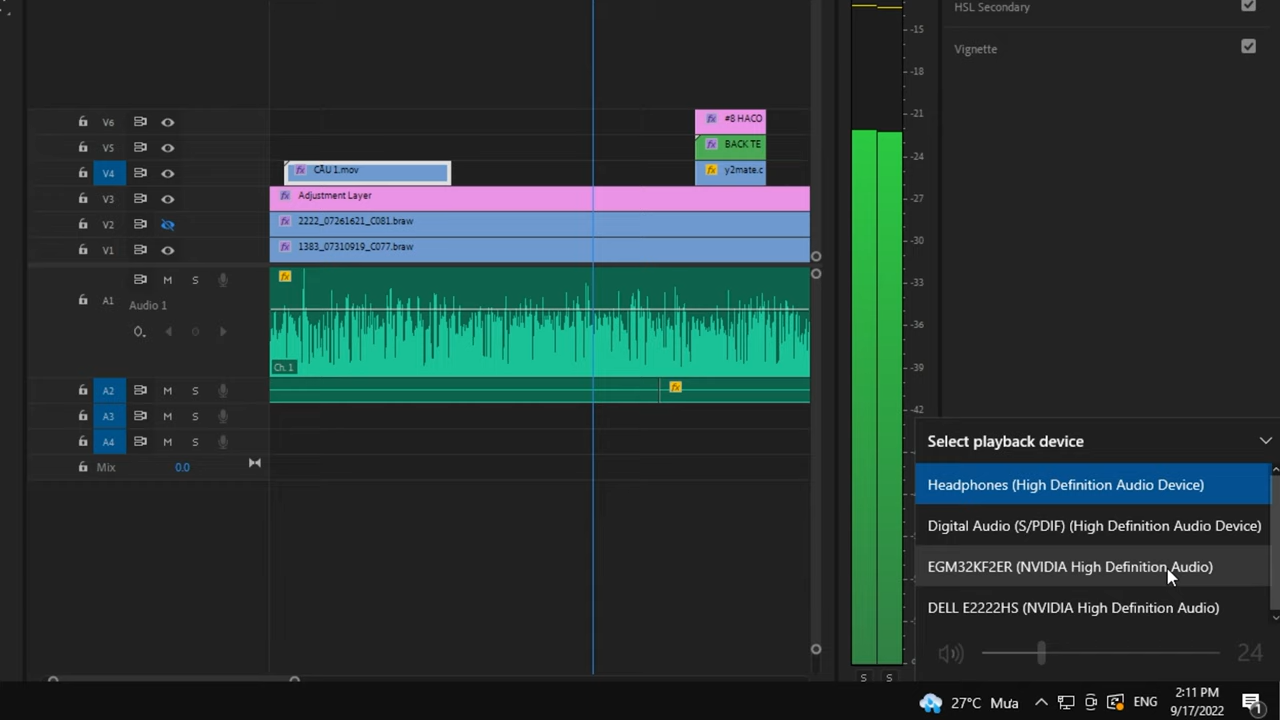 HSL Secondary
Vignette
-15
-18
-21
-24
-27
-30
-33
-36
-39
-42
V6
#8 HACO
V5
BACK TE
V4
CÂU 1.mov
y2mate.c
V3
Adjustment Layer
V2
2222_07261621_C081.braw
V1
1383_07310919_C077.braw
M S
A1
Audio 1
Ch. 1
A2 M S
A3 M S
A4 M S
Mix 0.0
S S
Select playback device
Headphones (High Definition Audio Device)
Digital Audio (S/PDIF) (High Definition Audio Device)
EGM32KF2ER (NVIDIA High Definition Audio)
DELL E2222HS (NVIDIA High Definition Audio)
24
27°C Mưa
ENG
2:11 PM
9/17/2022
1